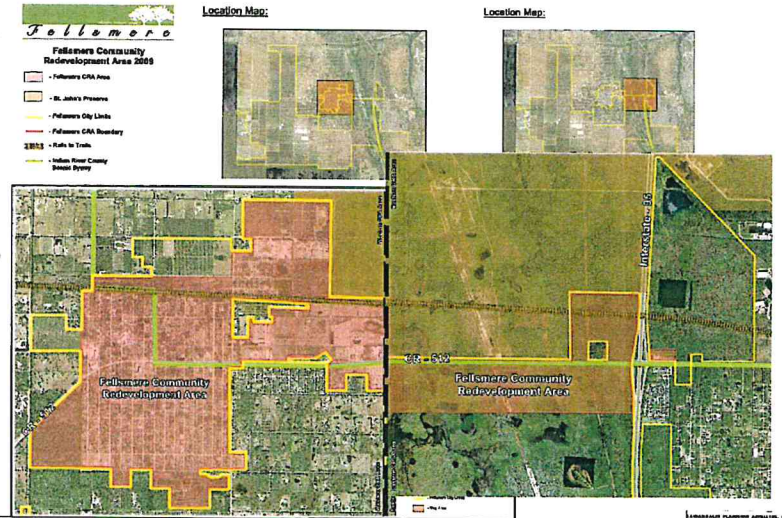 Fellsmere
Fellsmere Community
Redevelopment Area 2009
- Fellsmere CRA Area
- St. John's Preserve
- Fellsmere City Limits
- Fellsmere CRA Boundary
- Rails to Trails
- Indian River County
Scenic Byway
Location Map:
Location Map:
Interstate - 95
CR - 512
Fellsmere Community
Redevelopment Area
Fellsmere Community
Redevelopment Area